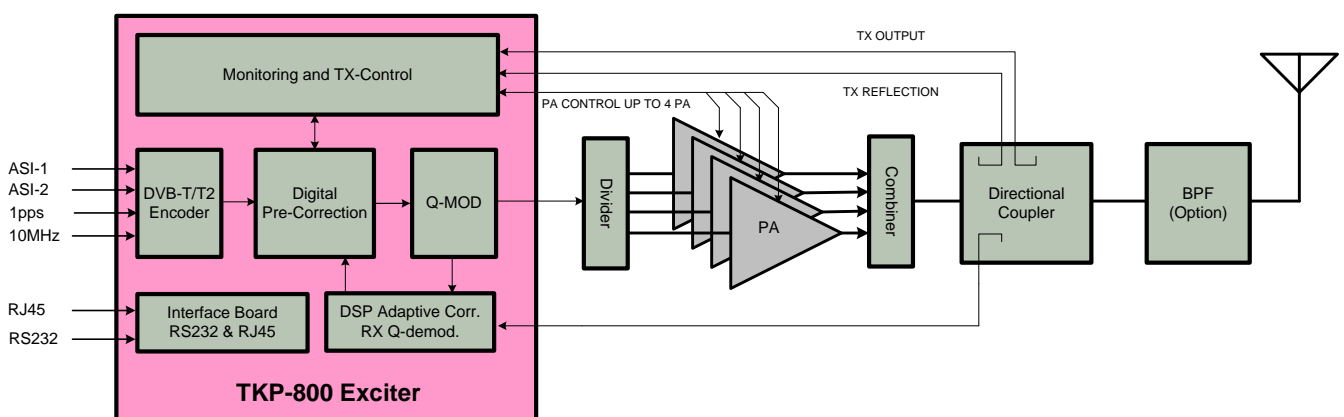 TX OUTPUT
Monitoring and TX-Control
TX REFLECTION
PA CONTROL UP TO 4 PA
ASI-1
ASI-2
1pps
10MHz
DVB-T/T2
Encoder
Digital
Pre-Correction
Q-MOD
Divider
PA
Combiner
Directional
Coupler
BPF
(Option)
RJ45
RS232
Interface Board
RS232 & RJ45
DSP Adaptive Corr.
RX Q-demod.
TKP-800 Exciter